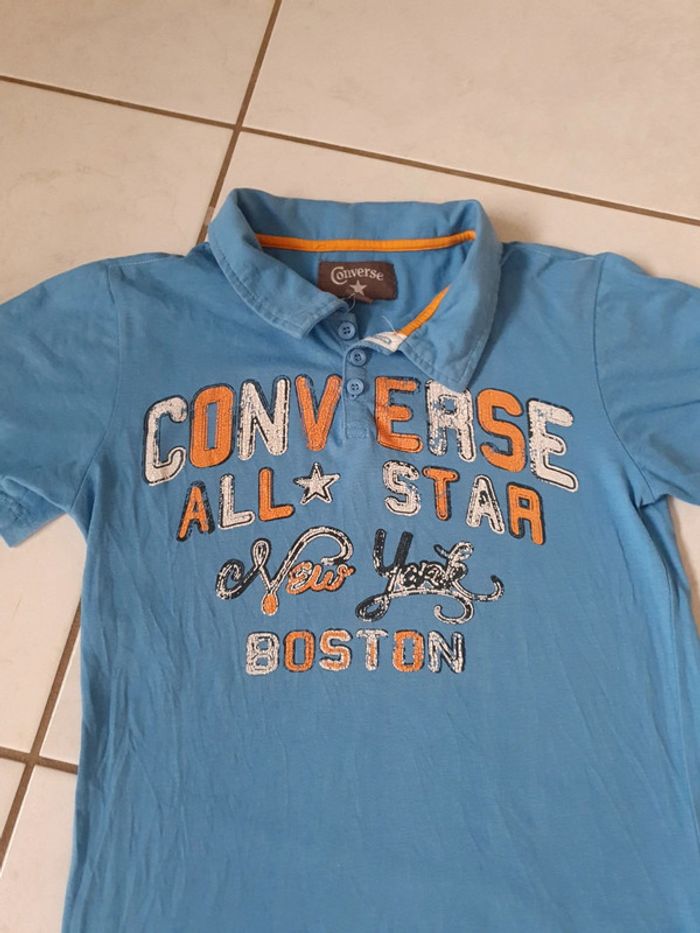 Converse
CONVERSE
ALL STAR
New York
BOSTON